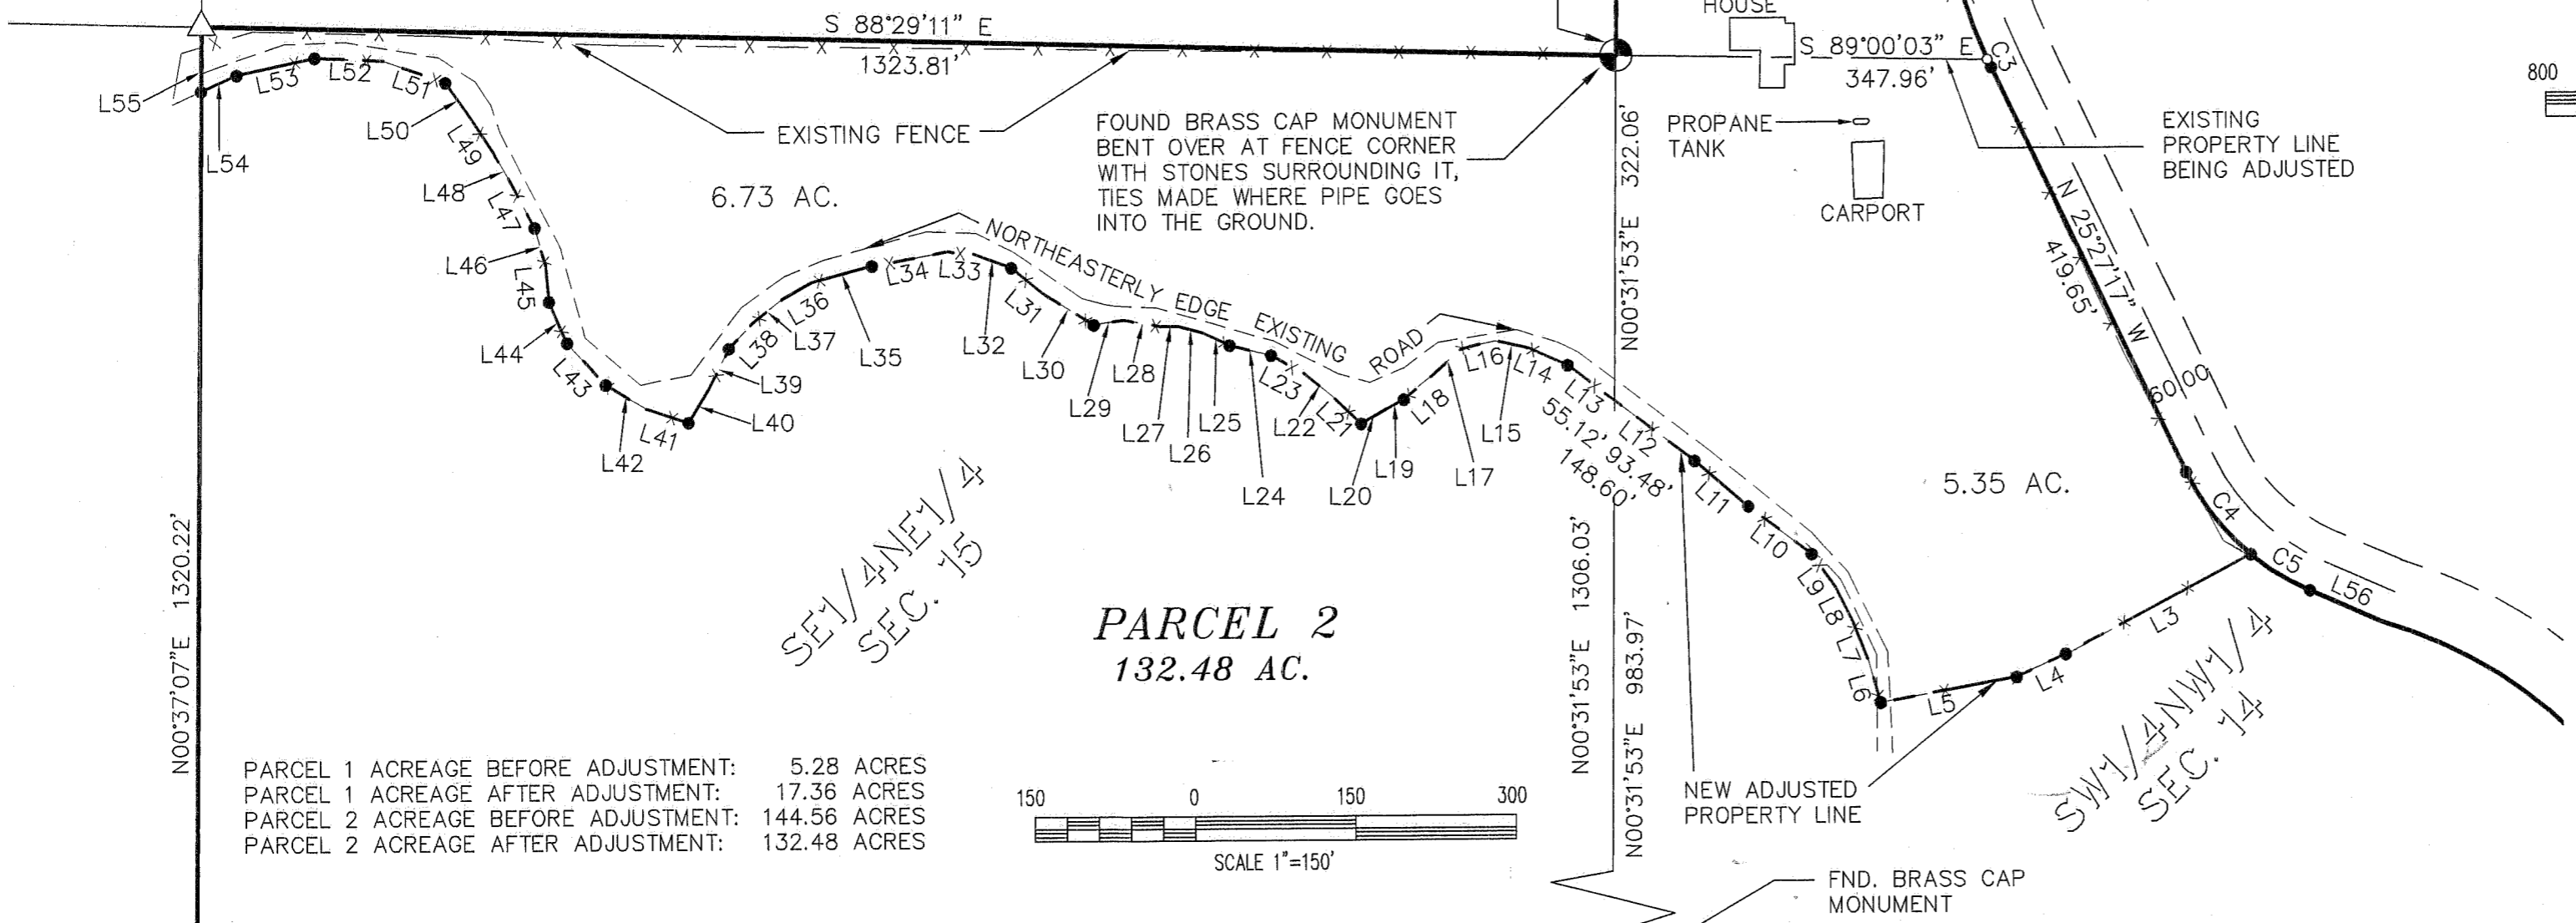 S 88°29'11" E
1323.81'
HOUSE
S 89°00'03" E
347.96'
C3
800
L55
L54
L53
L52
L51
L50
L49
L48
L47
L46
L45
L44
L43
L42
L41
L40
L39
L38
L37
L36
L35
L34
L33
L32
L31
L30
L29
L28
L27
L26
L25
L24
L23
L22
L21
L20
L19
L18
L17
L16
L15
L14
L13
L12
L11
L10
L9
L8
L7
L6
L5
L4
L3
C4
C5
L56
EXISTING FENCE
6.73 AC.
FOUND BRASS CAP MONUMENT
BENT OVER AT FENCE CORNER
WITH STONES SURROUNDING IT,
TIES MADE WHERE PIPE GOES
INTO THE GROUND.
N00°31'53"E 322.06'
PROPANE
TANK
CARPORT
EXISTING
PROPERTY LINE
BEING ADJUSTED
N 25°27'17" W
419.65'
60.00
NORTHEASTERLY EDGE EXISTING ROAD
55.12' 93.48'
148.60'
5.35 AC.
N00°37'07"E 1320.22'
SE1/4NE1/4
SEC. 15
PARCEL 2
132.48 AC.
N00°31'53"E 1306.03'
N00°31'53"E 983.97'
SW1/4NW1/4
SEC. 14
NEW ADJUSTED
PROPERTY LINE
PARCEL 1 ACREAGE BEFORE ADJUSTMENT: 5.28 ACRES
PARCEL 1 ACREAGE AFTER ADJUSTMENT: 17.36 ACRES
PARCEL 2 ACREAGE BEFORE ADJUSTMENT: 144.56 ACRES
PARCEL 2 ACREAGE AFTER ADJUSTMENT: 132.48 ACRES
150 0 150 300
SCALE 1"=150'
FND. BRASS CAP
MONUMENT